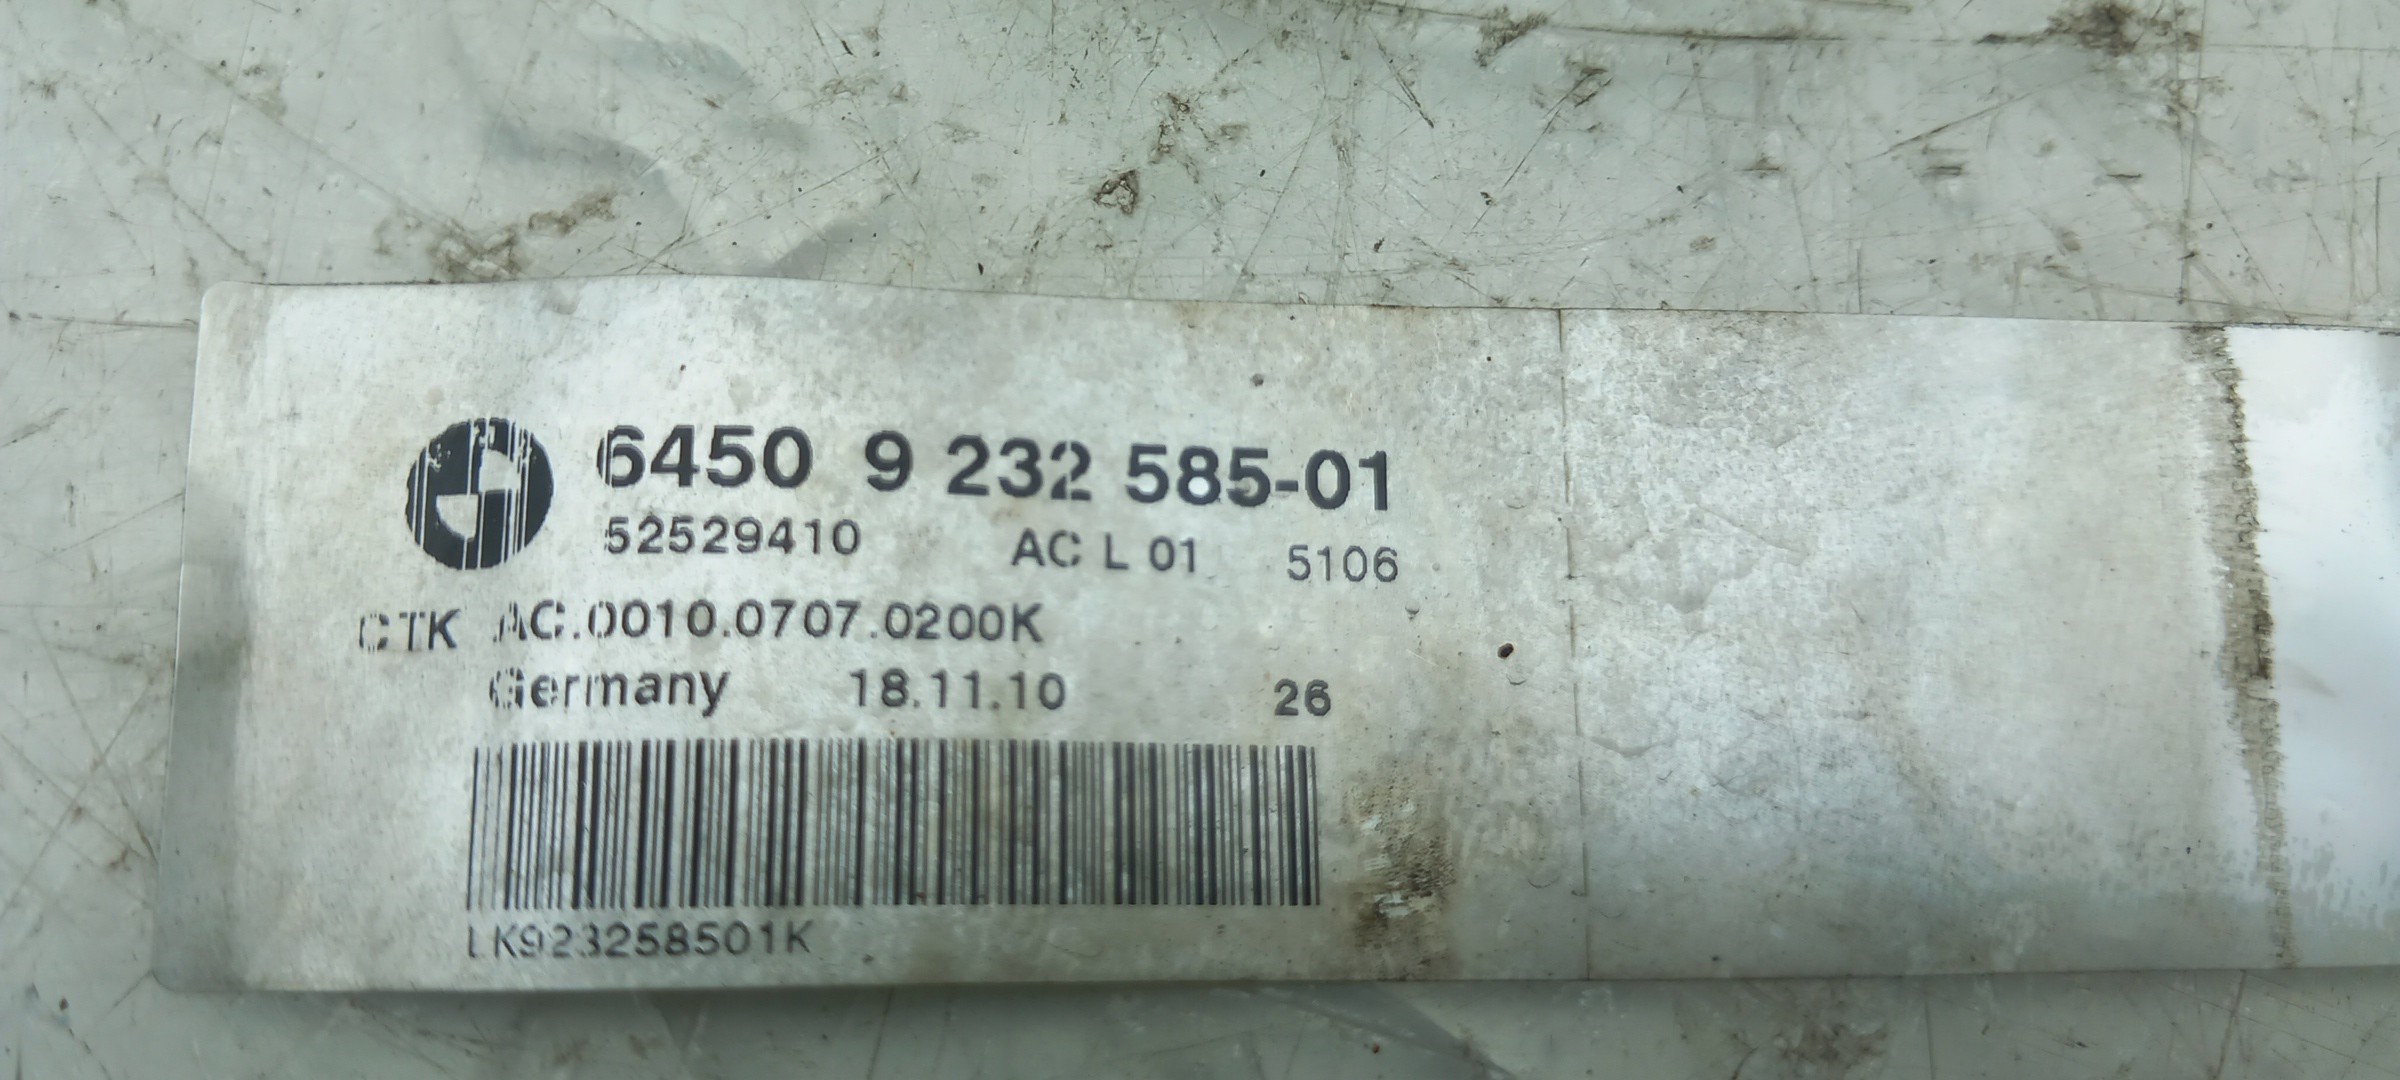 6450 9 232 585-01
52529410 AC L 01 5106
CTK AC.0010.0707.0200K
Germany 18.11.10 26
LK923258501K